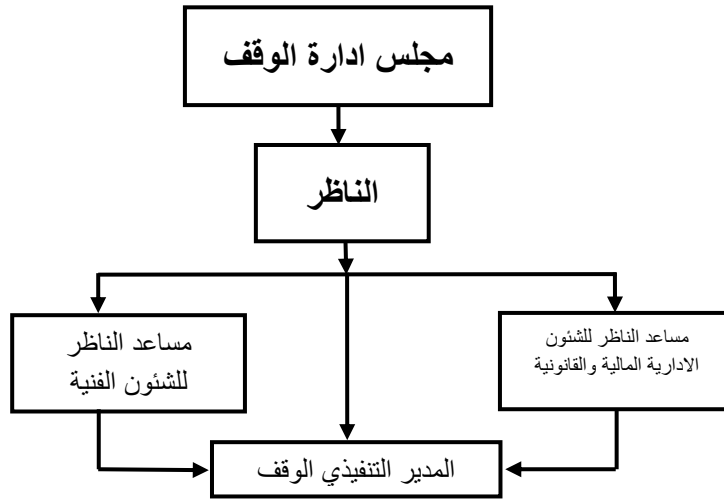 مجلس ادارة الوقف
الناظر
مساعد الناظر للشئون
الادارية المالية والقانونية
مساعد الناظر
للشئون الفنية
المدير التنفيذي الوقف